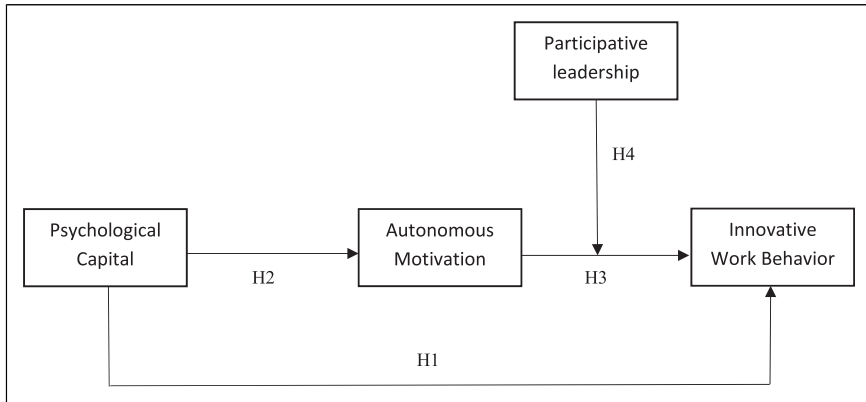 Participative
leadership
H4
Psychological
Capital
Autonomous
Motivation
Innovative
Work Behavior
H2
H3
H1